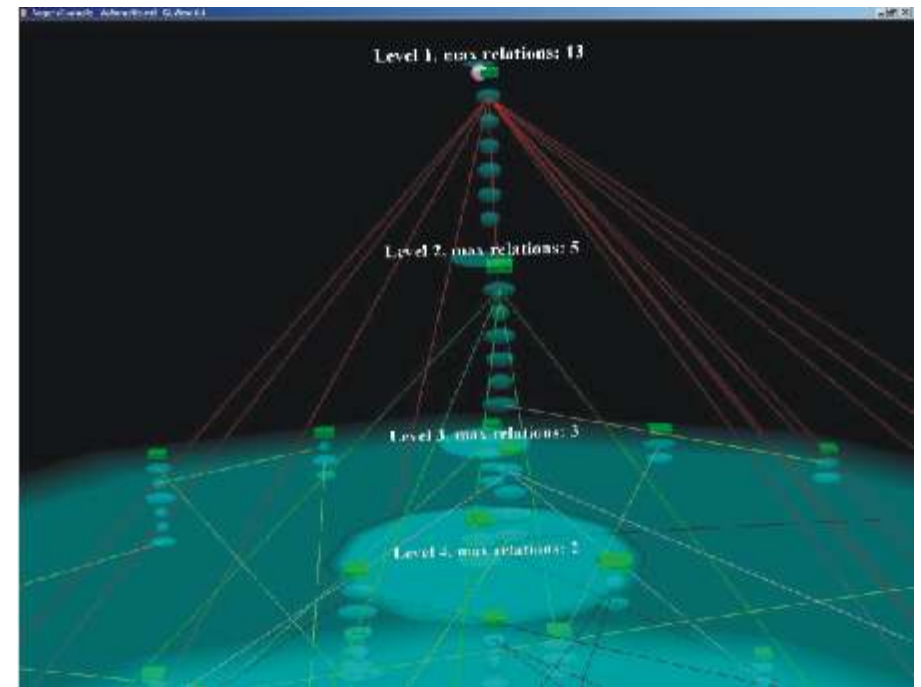 Level 1, max relations: 13
Level 2, max relations: 5
Level 3, max relations: 3
Level 4, max relations: 2